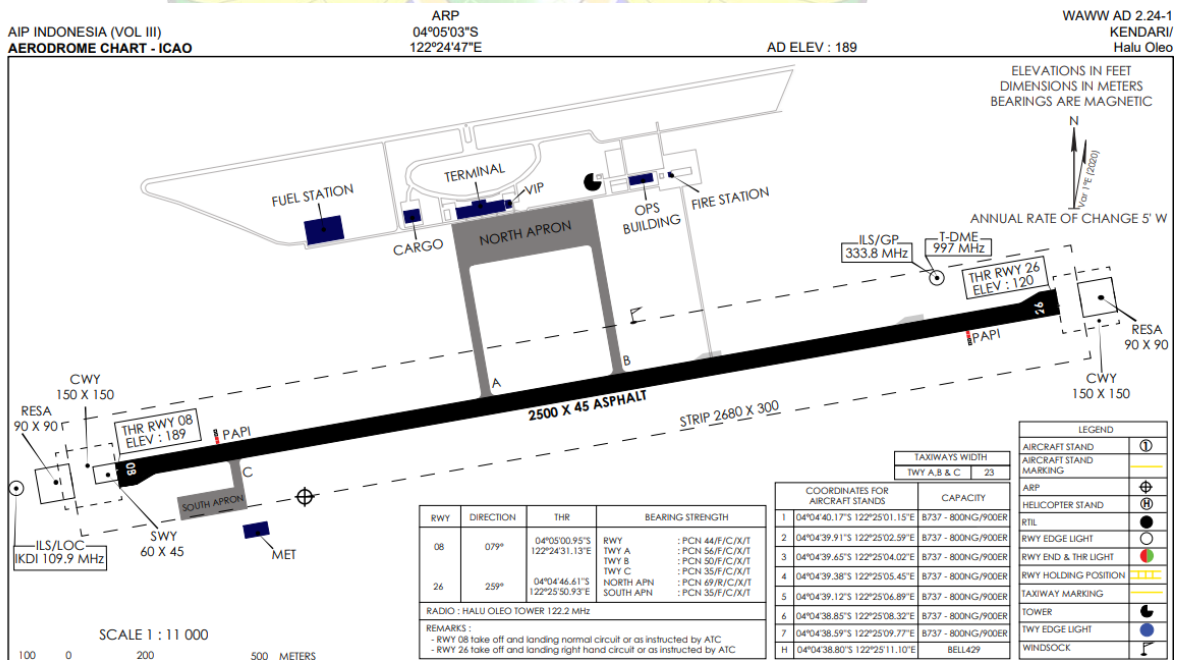 ARP
AIP INDONESIA (VOL III)
04°05'03"S
WAWW AD 2.24-1
KENDARI/
AERODROME CHART - ICAO
122°24'47"E
AD ELEV : 189
Halu Oleo
ELEVATIONS IN FEET
DIMENSIONS IN METERS
BEARINGS ARE MAGNETIC
N
Var 1°E (2020)
ANNUAL RATE OF CHANGE 5' W
FUEL STATION
TERMINAL
VIP
CARGO
NORTH APRON
OPS
BUILDING
FIRE STATION
ILS/GP
333.8 MHz
T-DME
997 MHz
THR RWY 26
ELEV : 120
26
RESA
90 X 90
PAPI
CWY
150 X 150
A
B
2500 X 45 ASPHALT
STRIP 2680 X 300
CWY
150 X 150
RESA
90 X 90
THR RWY 08
ELEV : 189
PAPI
08
C
SOUTH APRON
SWY
60 X 45
MET
ILS/LOC
IKDI 109.9 MHz
SCALE 1 : 11 000
100 0 200 500 METERS
RWY DIRECTION THR BEARING STRENGTH
08 079° 04°05'00.95"S 122°24'31.13"E
26 259° 04°04'46.61"S 122°25'50.93"E
RWY : PCN 44/F/C/X/T
TWY A : PCN 56/F/C/X/T
TWY B : PCN 50/F/C/X/T
TWY C : PCN 35/F/C/X/T
NORTH APN : PCN 69/R/C/X/T
SOUTH APN : PCN 35/F/C/X/T
RADIO : HALU OLEO TOWER 122.2 MHz
REMARKS :
- RWY 08 take off and landing normal circuit or as instructed by ATC
- RWY 26 take off and landing right hand circuit or as instructed by ATC
TAXIWAYS WIDTH
TWY A,B & C 23
COORDINATES FOR AIRCRAFT STANDS CAPACITY
1 04°04'40.17"S 122°25'01.15"E B737 - 800NG/900ER
2 04°04'39.91"S 122°25'02.59"E B737 - 800NG/900ER
3 04°04'39.65"S 122°25'04.02"E B737 - 800NG/900ER
4 04°04'39.38"S 122°25'05.45"E B737 - 800NG/900ER
5 04°04'39.12"S 122°25'06.89"E B737 - 800NG/900ER
6 04°04'38.85"S 122°25'08.32"E B737 - 800NG/900ER
7 04°04'38.59"S 122°25'09.77"E B737 - 800NG/900ER
H 04°04'38.80"S 122°25'11.10"E BELL429
LEGEND
AIRCRAFT STAND 1
AIRCRAFT STAND
MARKING
ARP
HELICOPTER STAND H
RTIL
RWY EDGE LIGHT
RWY END & THR LIGHT
RWY HOLDING POSITION
TAXIWAY MARKING
TOWER
TWY EDGE LIGHT
WINDSOCK